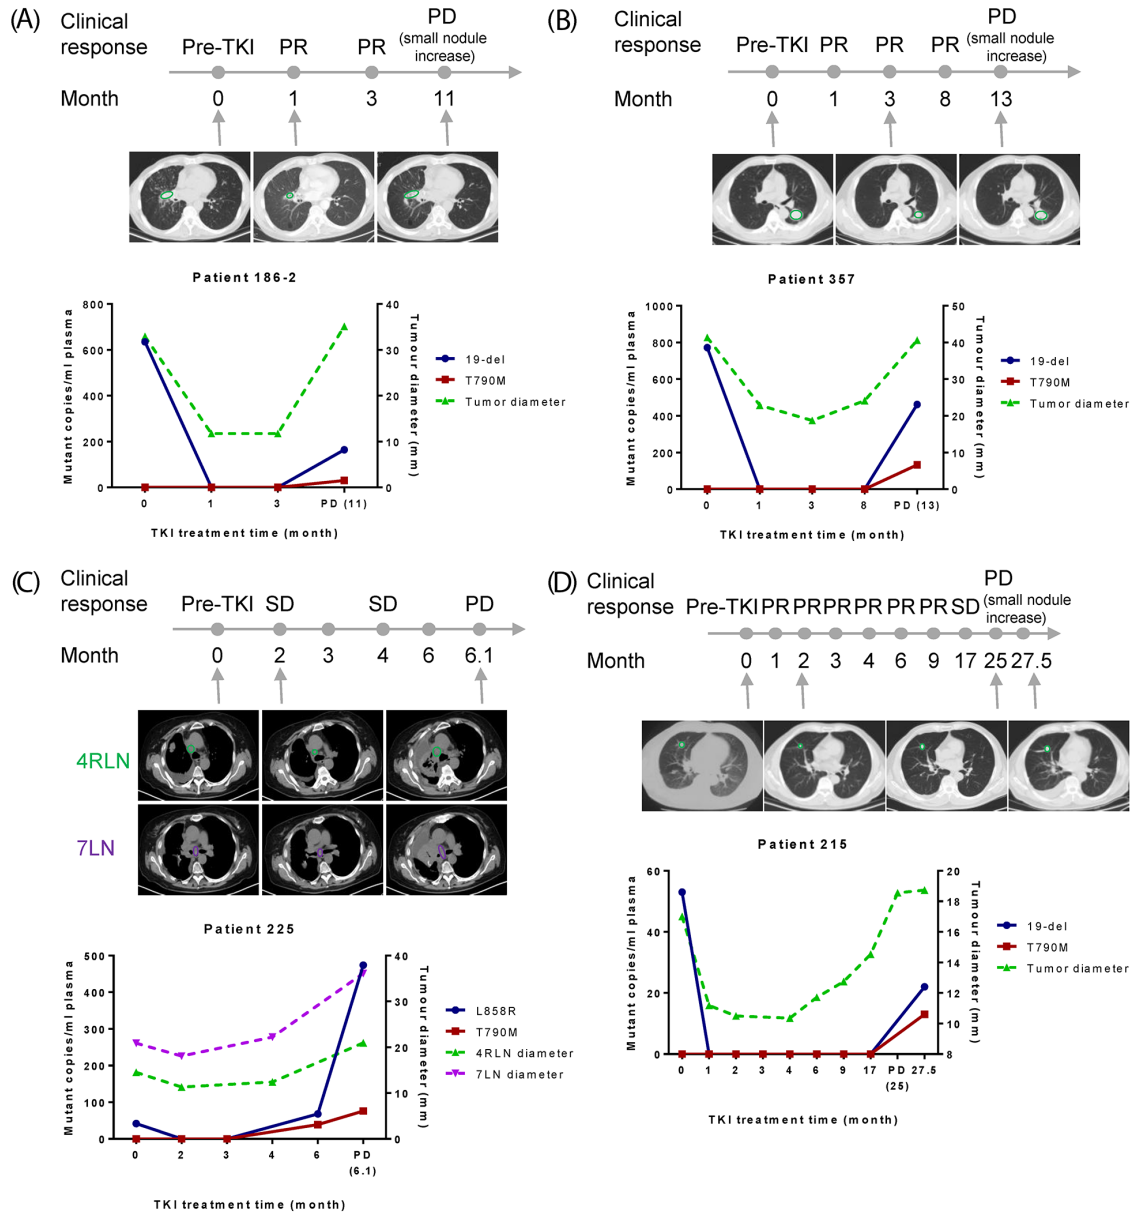 (A)
Clinical
response
Pre-TKI PR PR PD
(small nodule
increase)
Month 0 1 3 11
Patient 186-2
Mutant copies/ml plasma
800
600
400
200
0
40
30
20
10
0
Tumour diameter (mm)
0 1 3 PD (11)
TKI treatment time (month)
19-del
T790M
Tumor diameter
(B)
Clinical
response
Pre-TKI PR PR PR PD
(small nodule
increase)
Month 0 1 3 8 13
Patient 357
Mutant copies/ml plasma
1000
800
600
400
200
0
50
40
30
20
10
0
Tumour diameter (mm)
0 1 3 8 PD (13)
TKI treatment time (month)
19-del
T790M
Tumor diameter
(C)
Clinical
response
Pre-TKI SD SD PD
Month 0 2 3 4 6 6.1
4RLN
7LN
Patient 225
Mutant copies/ml plasma
500
400
300
200
100
0
40
30
20
10
0
Tumour diameter (mm)
0 2 3 4 6 PD
(6.1)
TKI treatment time (month)
L858R
T790M
4RLN diameter
7LN diameter
(D)
Clinical
response
Pre-TKI PR PR PR PR PR PR SD PD
(small nodule
increase)
Month 0 1 2 3 4 6 9 17 25 27.5
Patient 215
Mutant copies/ml plasma
60
40
20
0
20
18
16
14
12
10
8
Tumour diameter (mm)
0 1 2 3 4 6 9 17 PD 27.5
(25)
TKI treatment time (month)
19-del
T790M
Tumor diameter